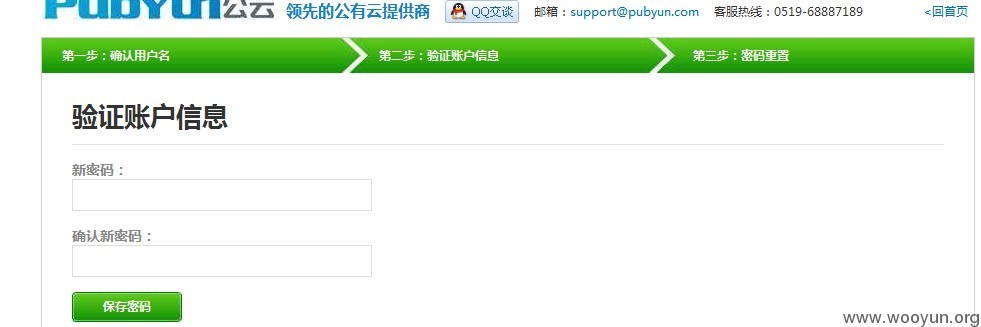 PubYun公云 领先的公有云提供商 QQ交谈 邮箱：support@pubyun.com 客服热线：0519-68887189 <回首页
第一步：确认用户名 第二步：验证账户信息 第三步：密码重置
验证账户信息
新密码：
确认新密码：
保存密码
www.wooyun.org